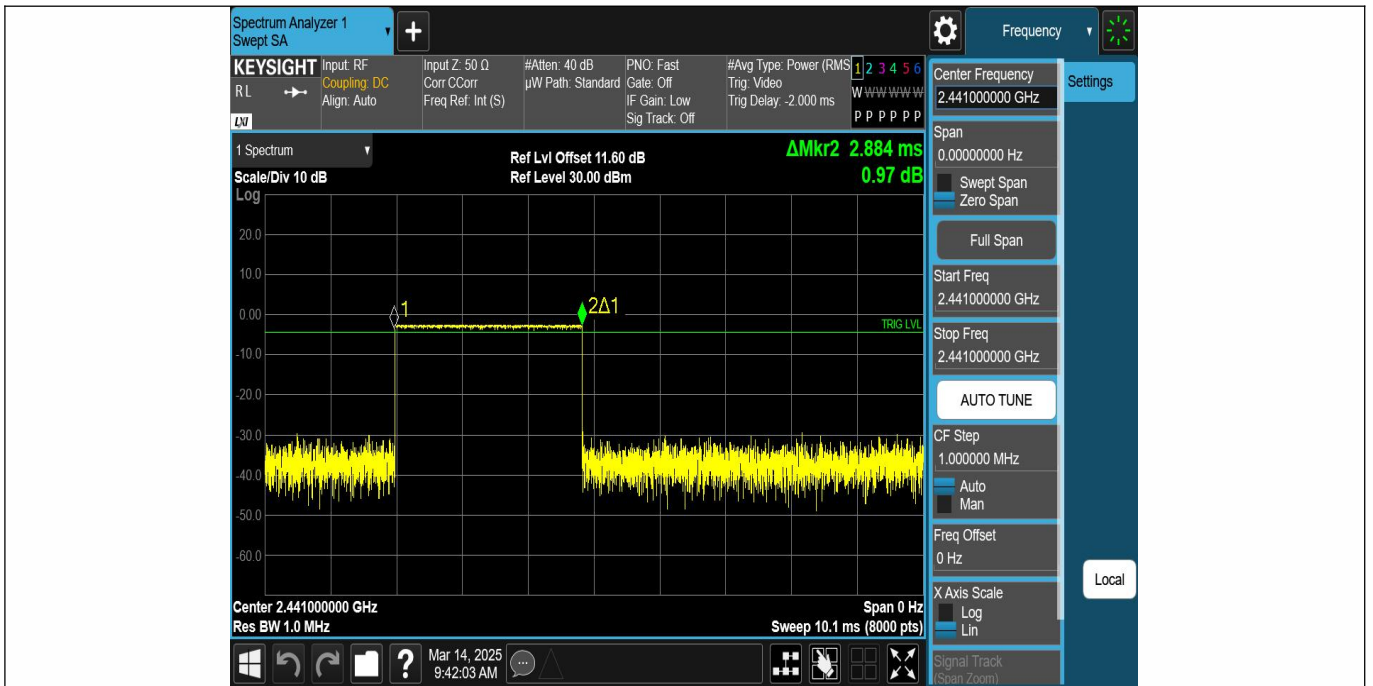 Spectrum Analyzer 1
Swept SA
+
Frequency
KEYSIGHT
RL
LXI
Input: RF
Coupling: DC
Align: Auto
Input Z: 50 Ω
Corr CCorr
Freq Ref: Int (S)
#Atten: 40 dB
µW Path: Standard
PNO: Fast
Gate: Off
IF Gain: Low
Sig Track: Off
#Avg Type: Power (RMS
Trig: Video
Trig Delay: -2.000 ms
1 2 3 4 5 6
W W W W W W
P P P P P P
1 Spectrum
Scale/Div 10 dB
Ref Lvl Offset 11.60 dB
Ref Level 30.00 dBm
ΔMkr2 2.884 ms
0.97 dB
Log
20.0
10.0
0.00
-10.0
-20.0
-30.0
-40.0
-50.0
-60.0
1
2Δ1
TRIG LVL
Center 2.441000000 GHz
Span 0 Hz
Res BW 1.0 MHz
Sweep 10.1 ms (8000 pts)
Center Frequency
2.441000000 GHz
Settings
Span
0.00000000 Hz
Swept Span
Zero Span
Full Span
Start Freq
2.441000000 GHz
Stop Freq
2.441000000 GHz
AUTO TUNE
CF Step
1.000000 MHz
Auto
Man
Freq Offset
0 Hz
X Axis Scale
Log
Lin
Signal Track
(Span Zoom)
Local
?
Mar 14, 2025
9:42:03 AM